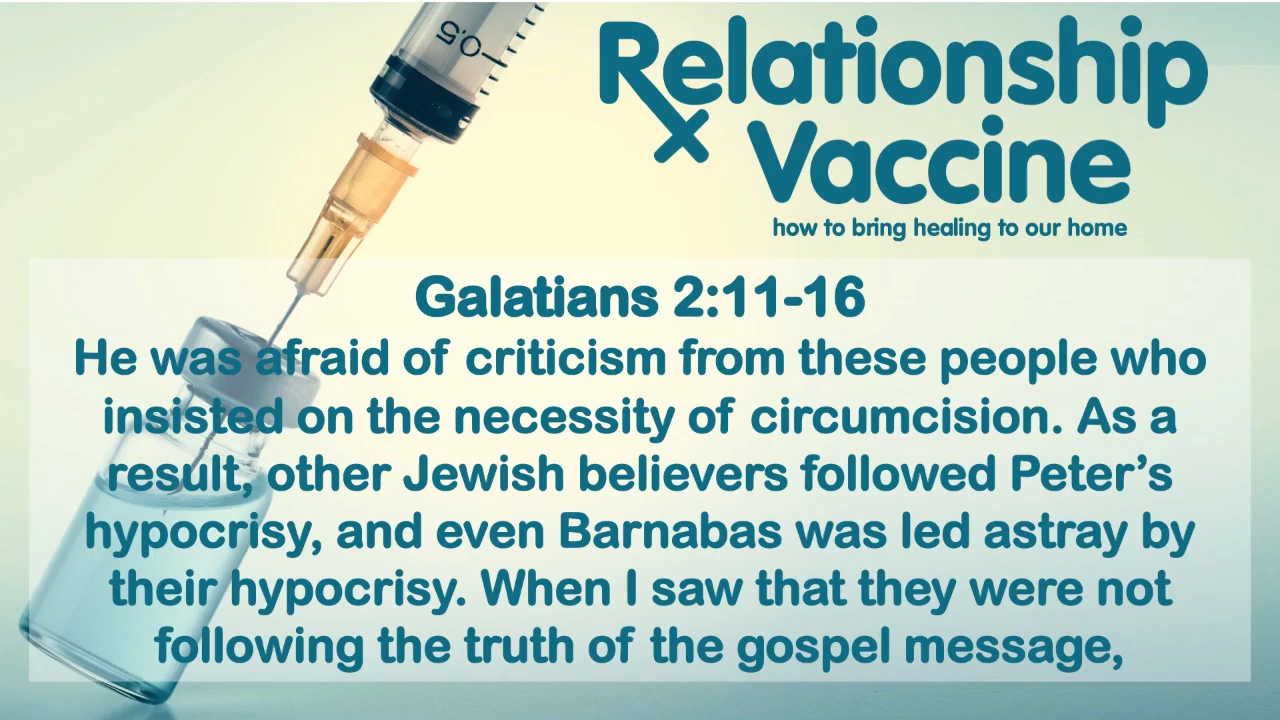 0.5
Relationship
Vaccine
how to bring healing to our home
Galatians 2:11-16
He was afraid of criticism from these people who
insisted on the necessity of circumcision. As a
result, other Jewish believers followed Peter’s
hypocrisy, and even Barnabas was led astray by
their hypocrisy. When I saw that they were not
following the truth of the gospel message,